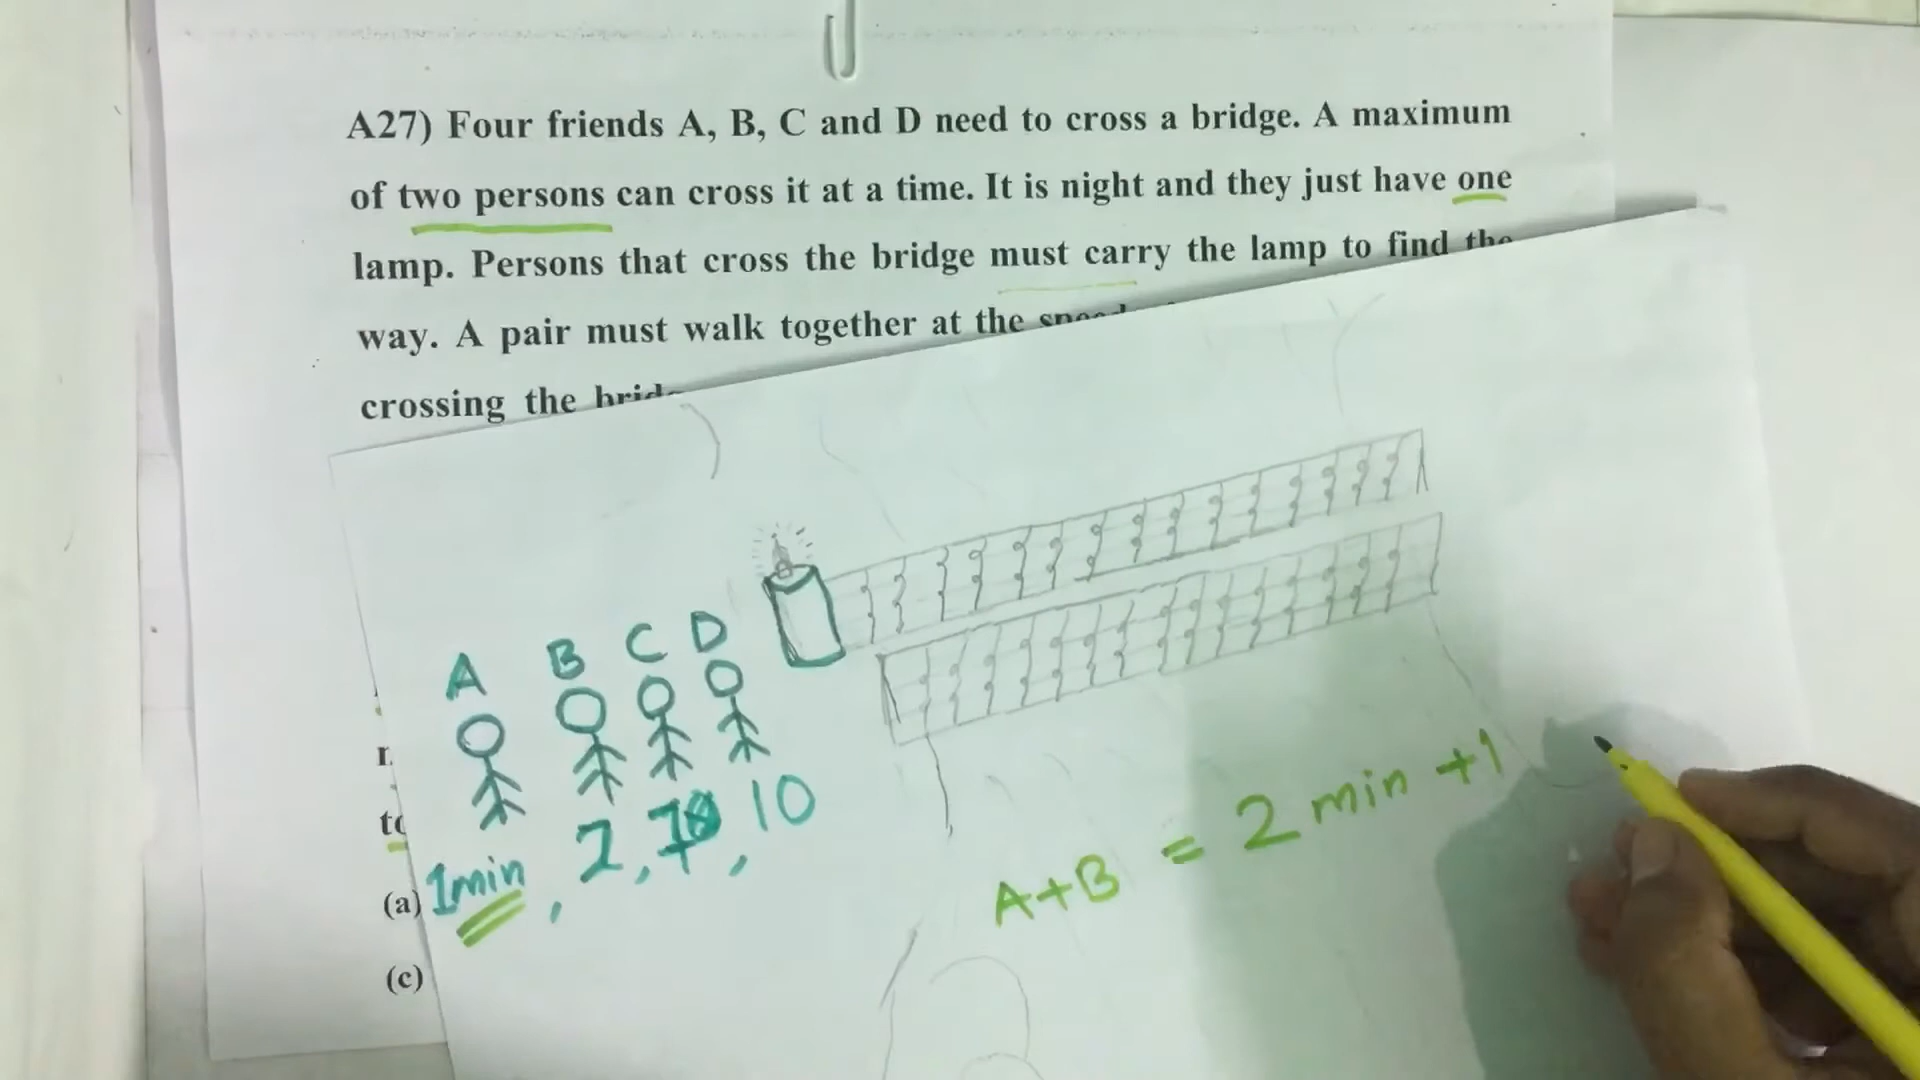 A27) Four friends A, B, C and D need to cross a bridge. A maximum
of two persons can cross it at a time. It is night and they just have one
lamp. Persons that cross the bridge must carry the lamp to find the
way. A pair must walk together at the speed
crossing the
A B C D
1min, 2, 7, 10
A+B = 2 min +1
to
(a)
(c)